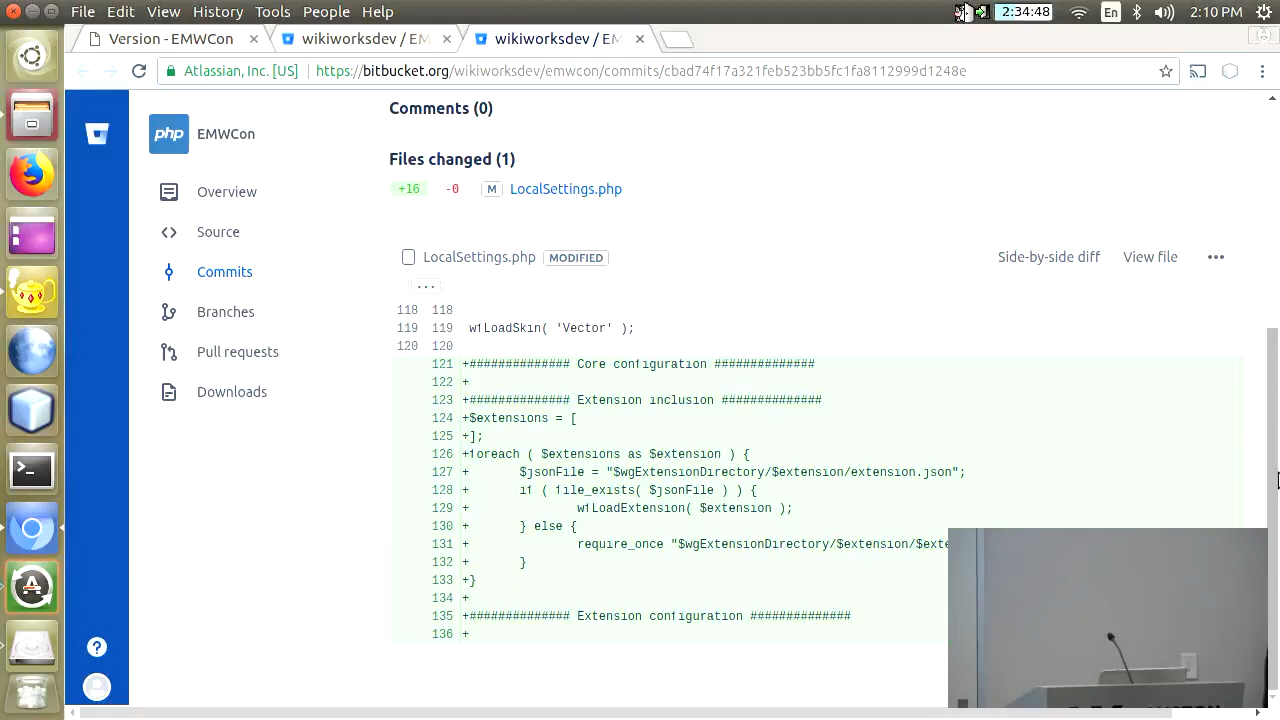 File Edit View History Tools People Help
2:34:48 En 2:10 PM
Version - EMWCon × wikiworksdev / EM × wikiworksdev / EM ×
Atlassian, Inc. [US] https://bitbucket.org/wikiworksdev/emwcon/commits/cbad74f17a321feb523bb5fc1fa8112999d1248e
php EMWCon
Overview
Source
Commits
Branches
Pull requests
Downloads
?
Comments (0)
Files changed (1)
+16 -0 M LocalSettings.php
LocalSettings.php MODIFIED Side-by-side diff View file •••
...
118 118
119 119 wfLoadSkin( 'Vector' );
120 120
121 +############## Core configuration ##############
122 +
123 +############## Extension inclusion ##############
124 +$extensions = [
125 +];
126 +foreach ( $extensions as $extension ) {
127 + $jsonFile = "$wgExtensionDirectory/$extension/extension.json";
128 + if ( file_exists( $jsonFile ) ) {
129 + wfLoadExtension( $extension );
130 + } else {
131 + require_once "$wgExtensionDirectory/$extension/$exte
132 + }
133 +}
134 +
135 +############## Extension configuration ##############
136 +